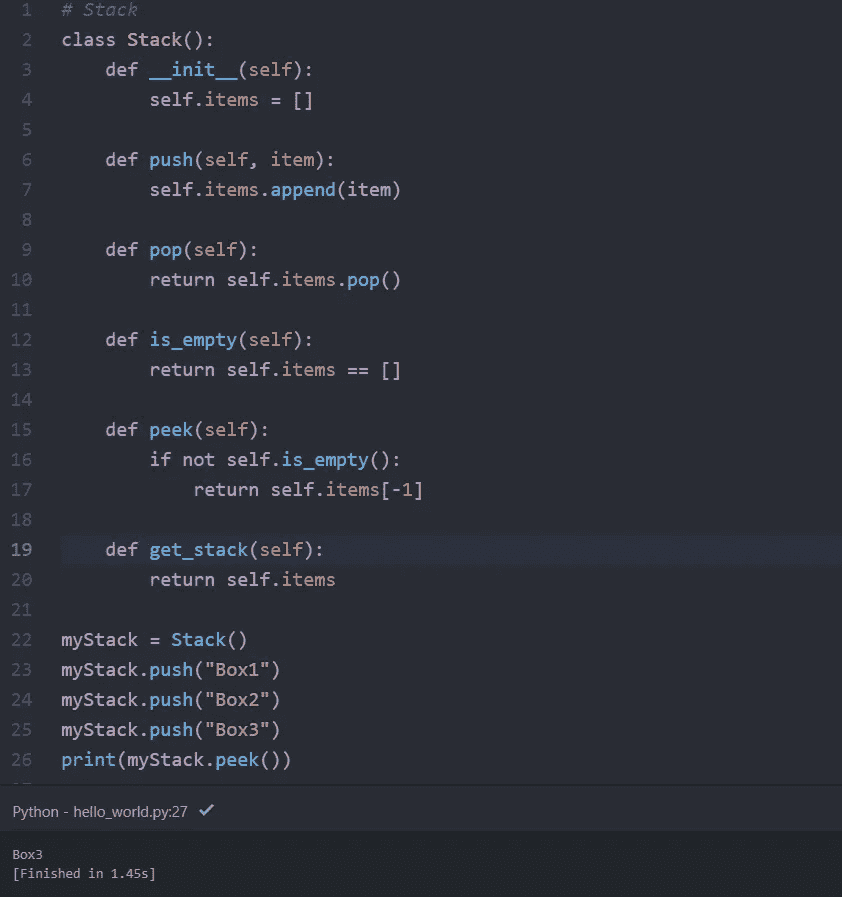 1 # Stack
2 class Stack():
3     def __init__(self):
4         self.items = []
5
6     def push(self, item):
7         self.items.append(item)
8
9     def pop(self):
10         return self.items.pop()
11
12     def is_empty(self):
13         return self.items == []
14
15     def peek(self):
16         if not self.is_empty():
17             return self.items[-1]
18
19     def get_stack(self):
20         return self.items
21
22 myStack = Stack()
23 myStack.push("Box1")
24 myStack.push("Box2")
25 myStack.push("Box3")
26 print(myStack.peek())
Python - hello_world.py:27 ✓
Box3
[Finished in 1.45s]